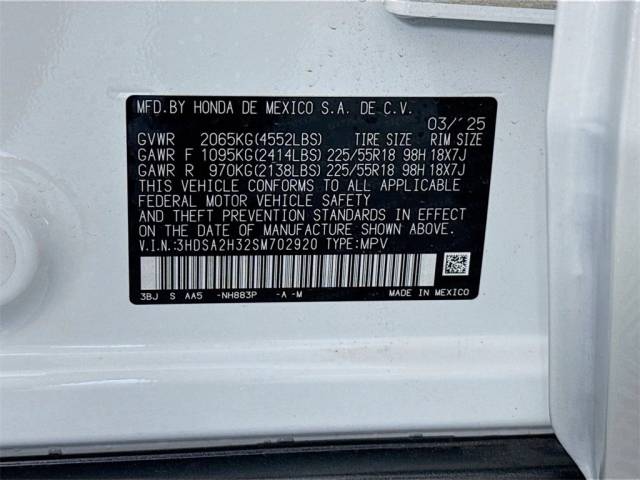 MFD.BY HONDA DE MEXICO S.A. DE C.V.
03/'25
GVWR 2065KG(4552LBS) TIRE SIZE RIM SIZE
GAWR F 1095KG(2414LBS) 225/55R18 98H 18X7J
GAWR R 970KG(2138LBS) 225/55R18 98H 18X7J
THIS VEHICLE CONFORMS TO ALL APPLICABLE
FEDERAL MOTOR VEHICLE SAFETY
AND THEFT PREVENTION STANDARDS IN EFFECT
ON THE DATE OF MANUFACTURE SHOWN ABOVE.
V.I.N.:3HDSA2H32SM702920 TYPE:MPV
3BJ S AA5 -NH883P -A -M MADE IN MEXICO